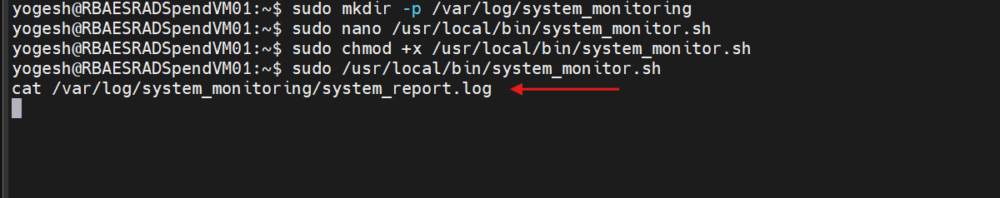 yogesh@RBAESRADSpendVM01:~$ sudo mkdir -p /var/log/system_monitoring
yogesh@RBAESRADSpendVM01:~$ sudo nano /usr/local/bin/system_monitor.sh
yogesh@RBAESRADSpendVM01:~$ sudo chmod +x /usr/local/bin/system_monitor.sh
yogesh@RBAESRADSpendVM01:~$ sudo /usr/local/bin/system_monitor.sh
cat /var/log/system_monitoring/system_report.log